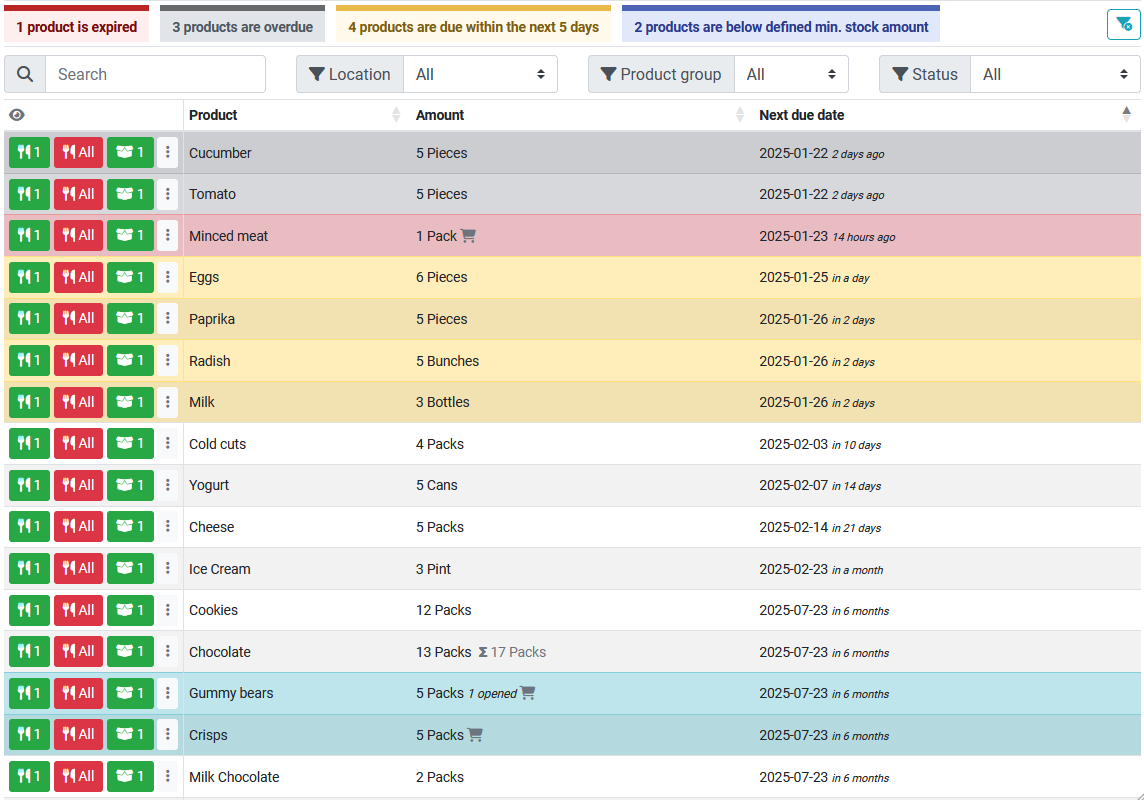 1 product is expired 3 products are overdue 4 products are due within the next 5 days 2 products are below defined min. stock amount
Search Location All Product group All Status All
Product Amount Next due date
1 All 1 Cucumber 5 Pieces 2025-01-22 2 days ago
1 All 1 Tomato 5 Pieces 2025-01-22 2 days ago
1 All 1 Minced meat 1 Pack 2025-01-23 14 hours ago
1 All 1 Eggs 6 Pieces 2025-01-25 in a day
1 All 1 Paprika 5 Pieces 2025-01-26 in 2 days
1 All 1 Radish 5 Bunches 2025-01-26 in 2 days
1 All 1 Milk 3 Bottles 2025-01-26 in 2 days
1 All 1 Cold cuts 4 Packs 2025-02-03 in 10 days
1 All 1 Yogurt 5 Cans 2025-02-07 in 14 days
1 All 1 Cheese 5 Packs 2025-02-14 in 21 days
1 All 1 Ice Cream 3 Pint 2025-02-23 in a month
1 All 1 Cookies 12 Packs 2025-07-23 in 6 months
1 All 1 Chocolate 13 Packs Σ 17 Packs 2025-07-23 in 6 months
1 All 1 Gummy bears 5 Packs 1 opened 2025-07-23 in 6 months
1 All 1 Crisps 5 Packs 2025-07-23 in 6 months
1 All 1 Milk Chocolate 2 Packs 2025-07-23 in 6 months